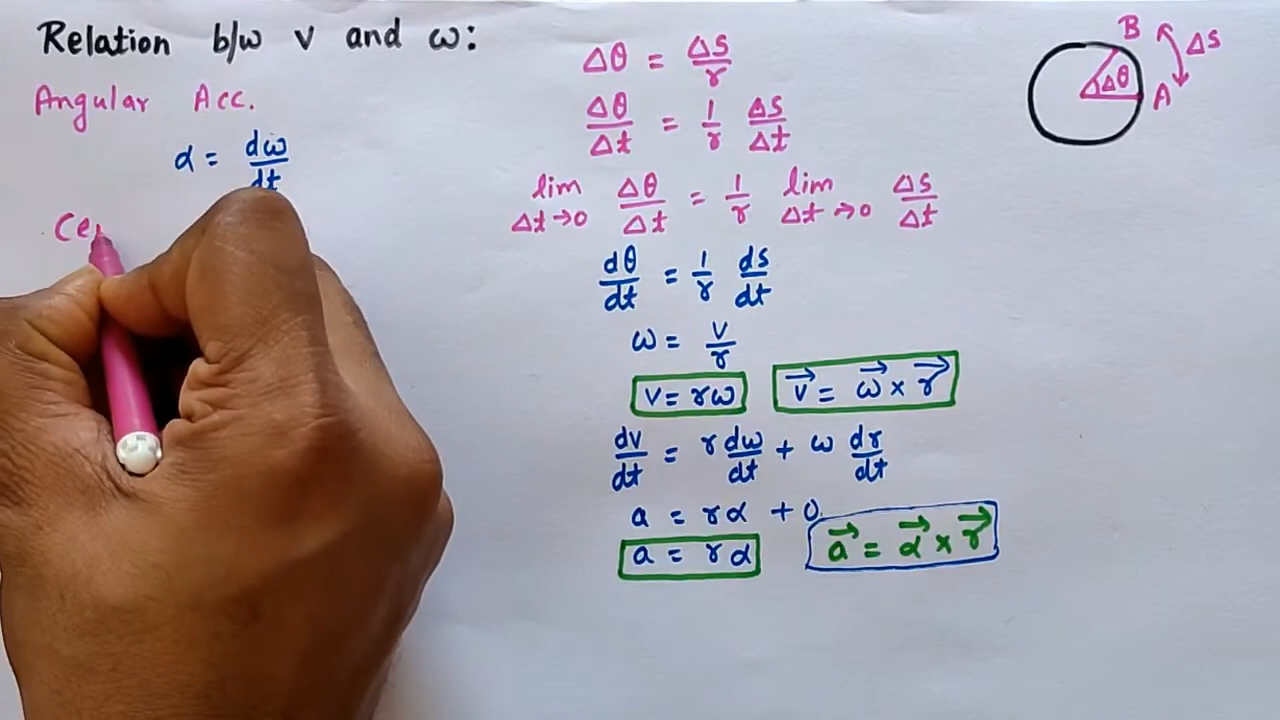 Relation b/w v and ω:
Angular Acc.
α = dω/dt
Ce
Δθ = Δs/r
Δθ/Δt = 1/r Δs/Δt
lim Δt→0 Δθ/Δt = 1/r lim Δt→0 Δs/Δt
dθ/dt = 1/r ds/dt
ω = v/r
v = rω
v⃗ = ω⃗ × r⃗
dv/dt = r dω/dt + ω dr/dt
a = rα + 0
a = rα
a⃗ = α⃗ × r⃗
B
Δs
Δθ
A